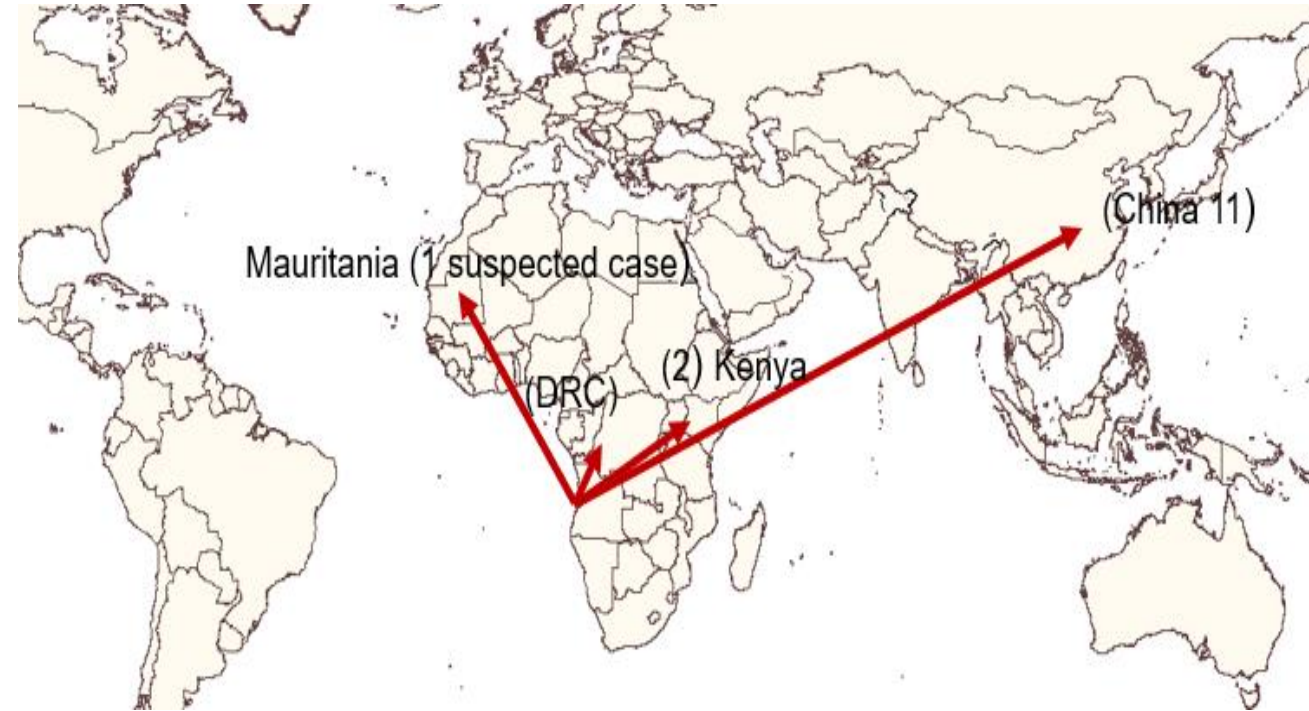 (China 11)
Mauritania (1 suspected case)
(2) Kenya
(DRC)